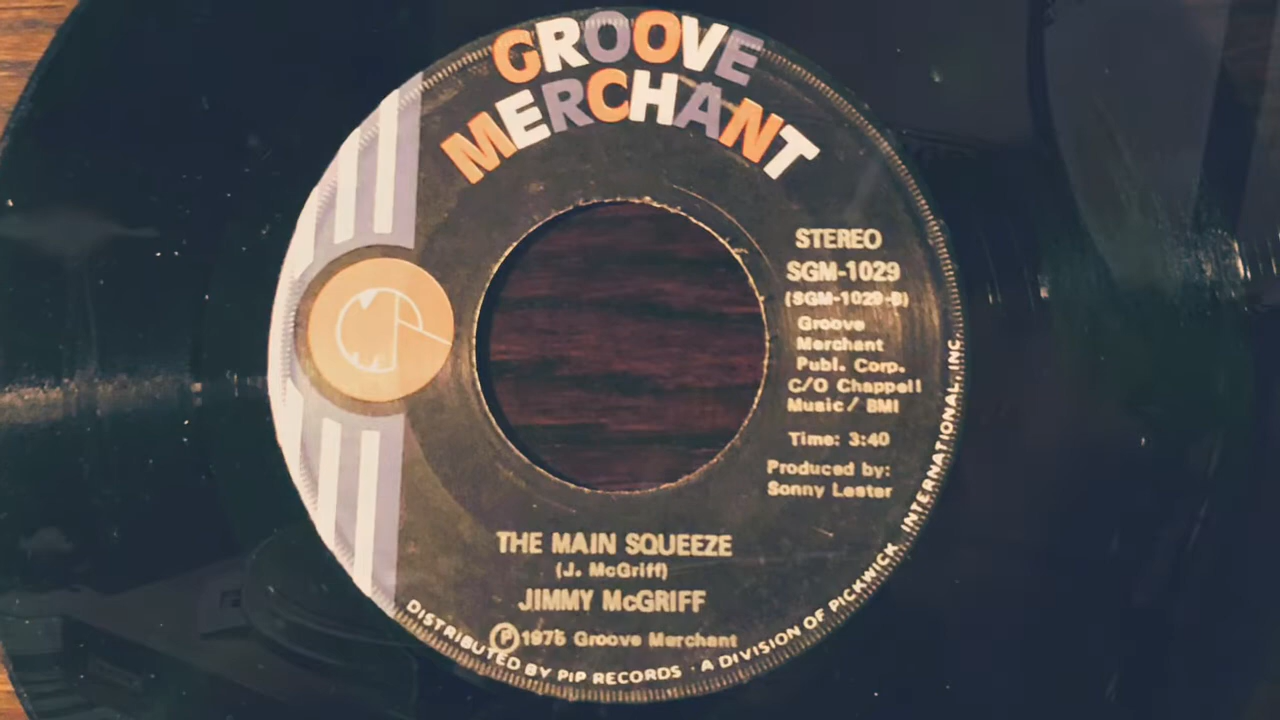 GROOVE
MERCHANT
STEREO
SGM-1029
(SGM-1029-B)
Groove
Merchant
Publ. Corp.
C/O Chappell
Music/ BMI
Time: 3:40
Produced by:
Sonny Lester
THE MAIN SQUEEZE
(J. McGriff)
JIMMY McGRIFF
Ⓟ 1975 Groove Merchant
DISTRIBUTED BY PIP RECORDS · A DIVISION OF PICKWICK INTERNATIONAL, INC.